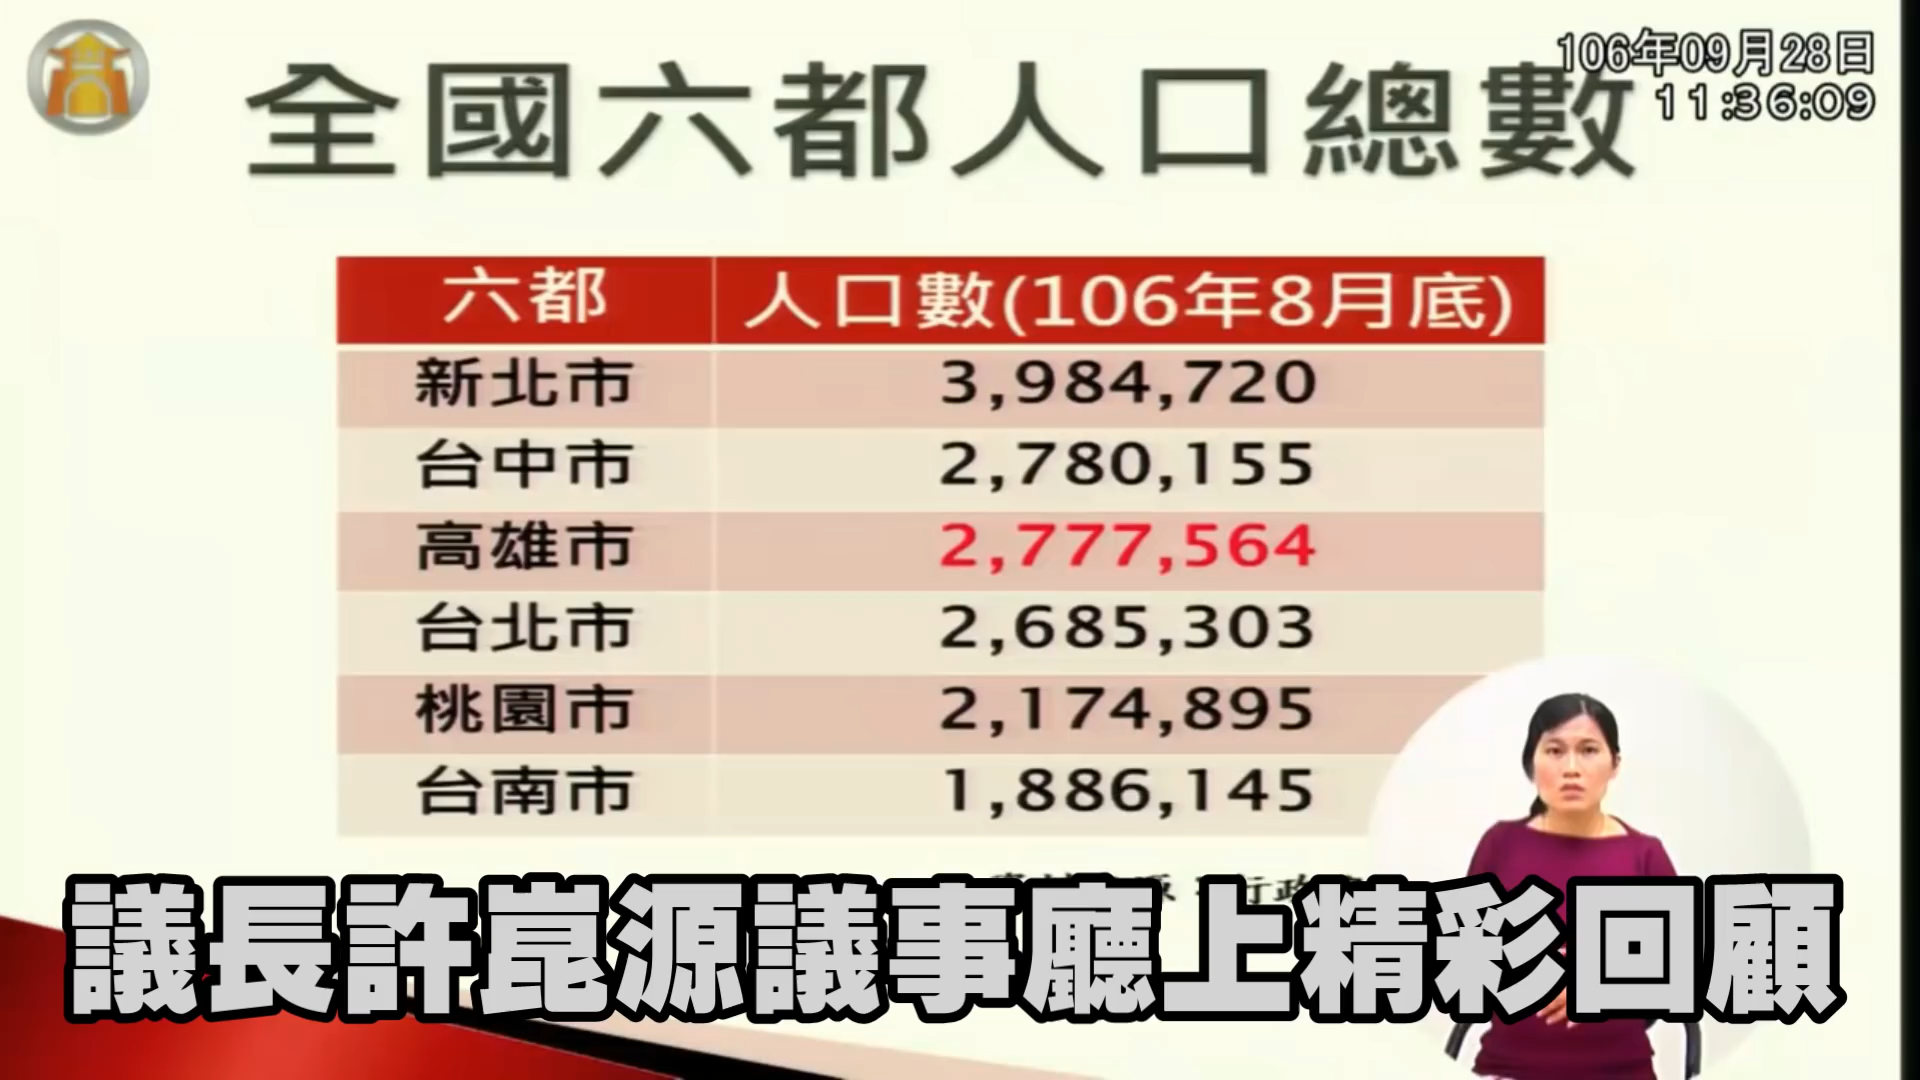 106年09月28日
11:36:09
全國六都人口總數
六都 人口數(106年8月底)
新北市 3,984,720
台中市 2,780,155
高雄市 2,777,564
台北市 2,685,303
桃園市 2,174,895
台南市 1,886,145
行政
議長許崑源議事廳上精彩回顧